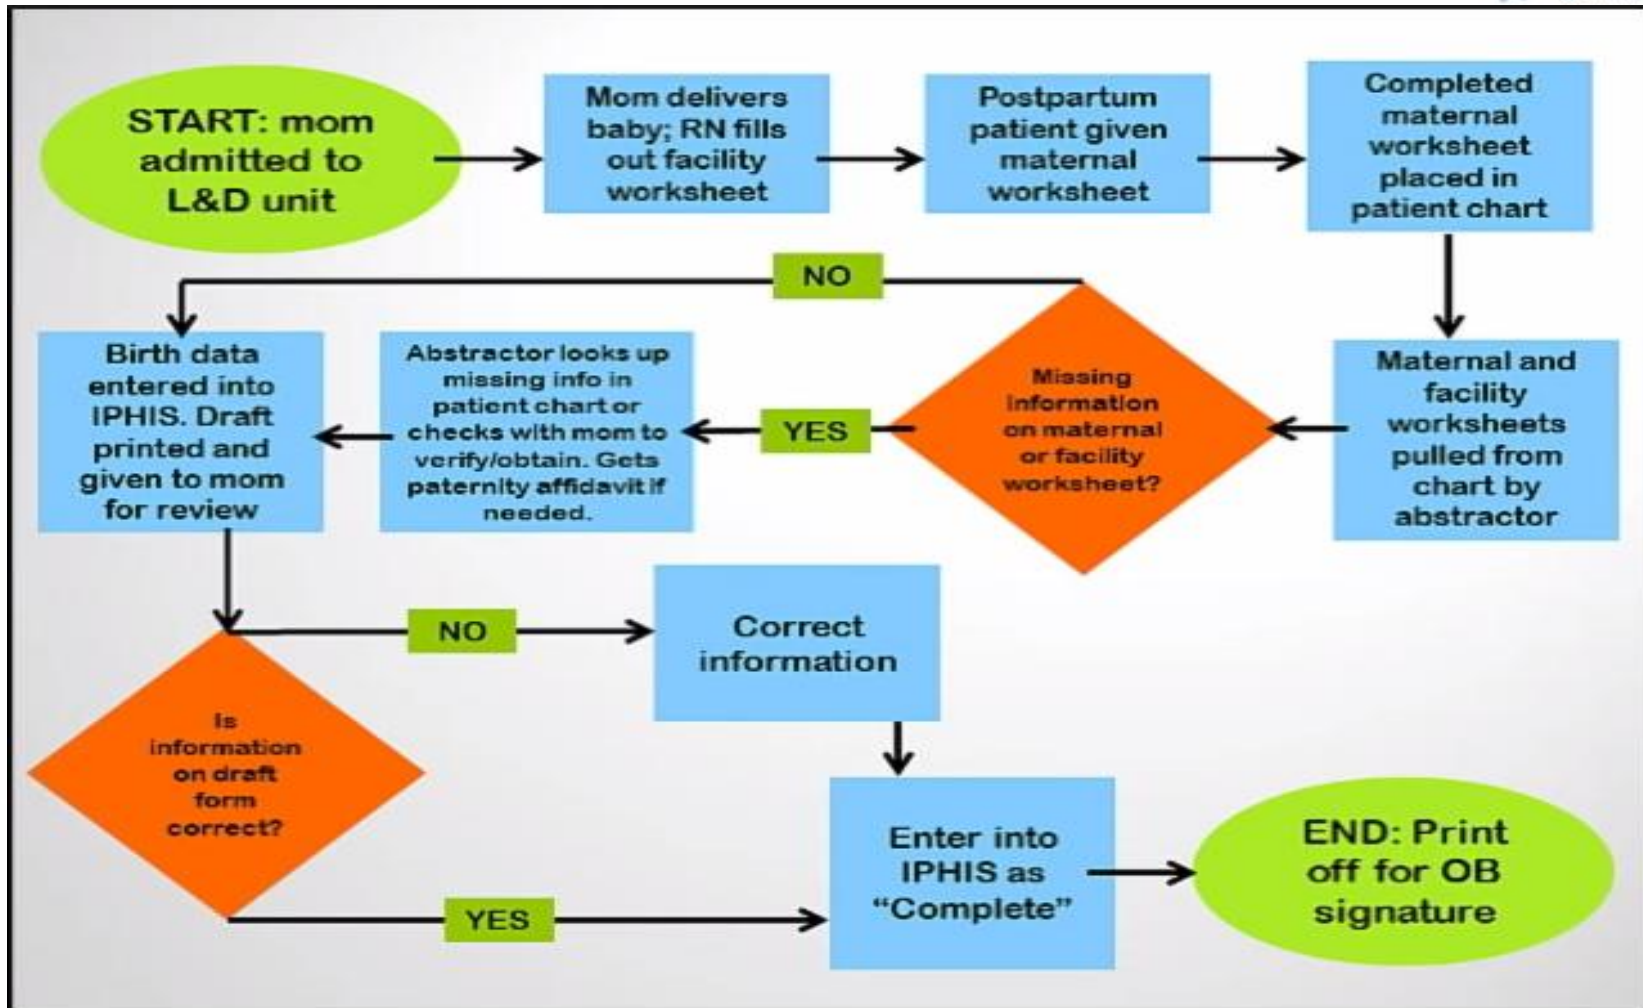 START: mom
admitted to
L&D unit
Mom delivers
baby; RN fills
out facility
worksheet
Postpartum
patient given
maternal
worksheet
Completed
maternal
worksheet
placed in
patient chart
NO
Birth data
entered into
IPHIS. Draft
printed and
given to mom
for review
Abstractor looks up
missing info in
patient chart or
checks with mom to
verify/obtain. Gets
paternity affidavit if
needed.
YES
Missing
information
on maternal
or facility
worksheet?
Maternal and
facility
worksheets
pulled from
chart by
abstractor
NO
Correct
information
Is
information
on draft
form
correct?
YES
Enter into
IPHIS as
“Complete”
END: Print
off for OB
signature